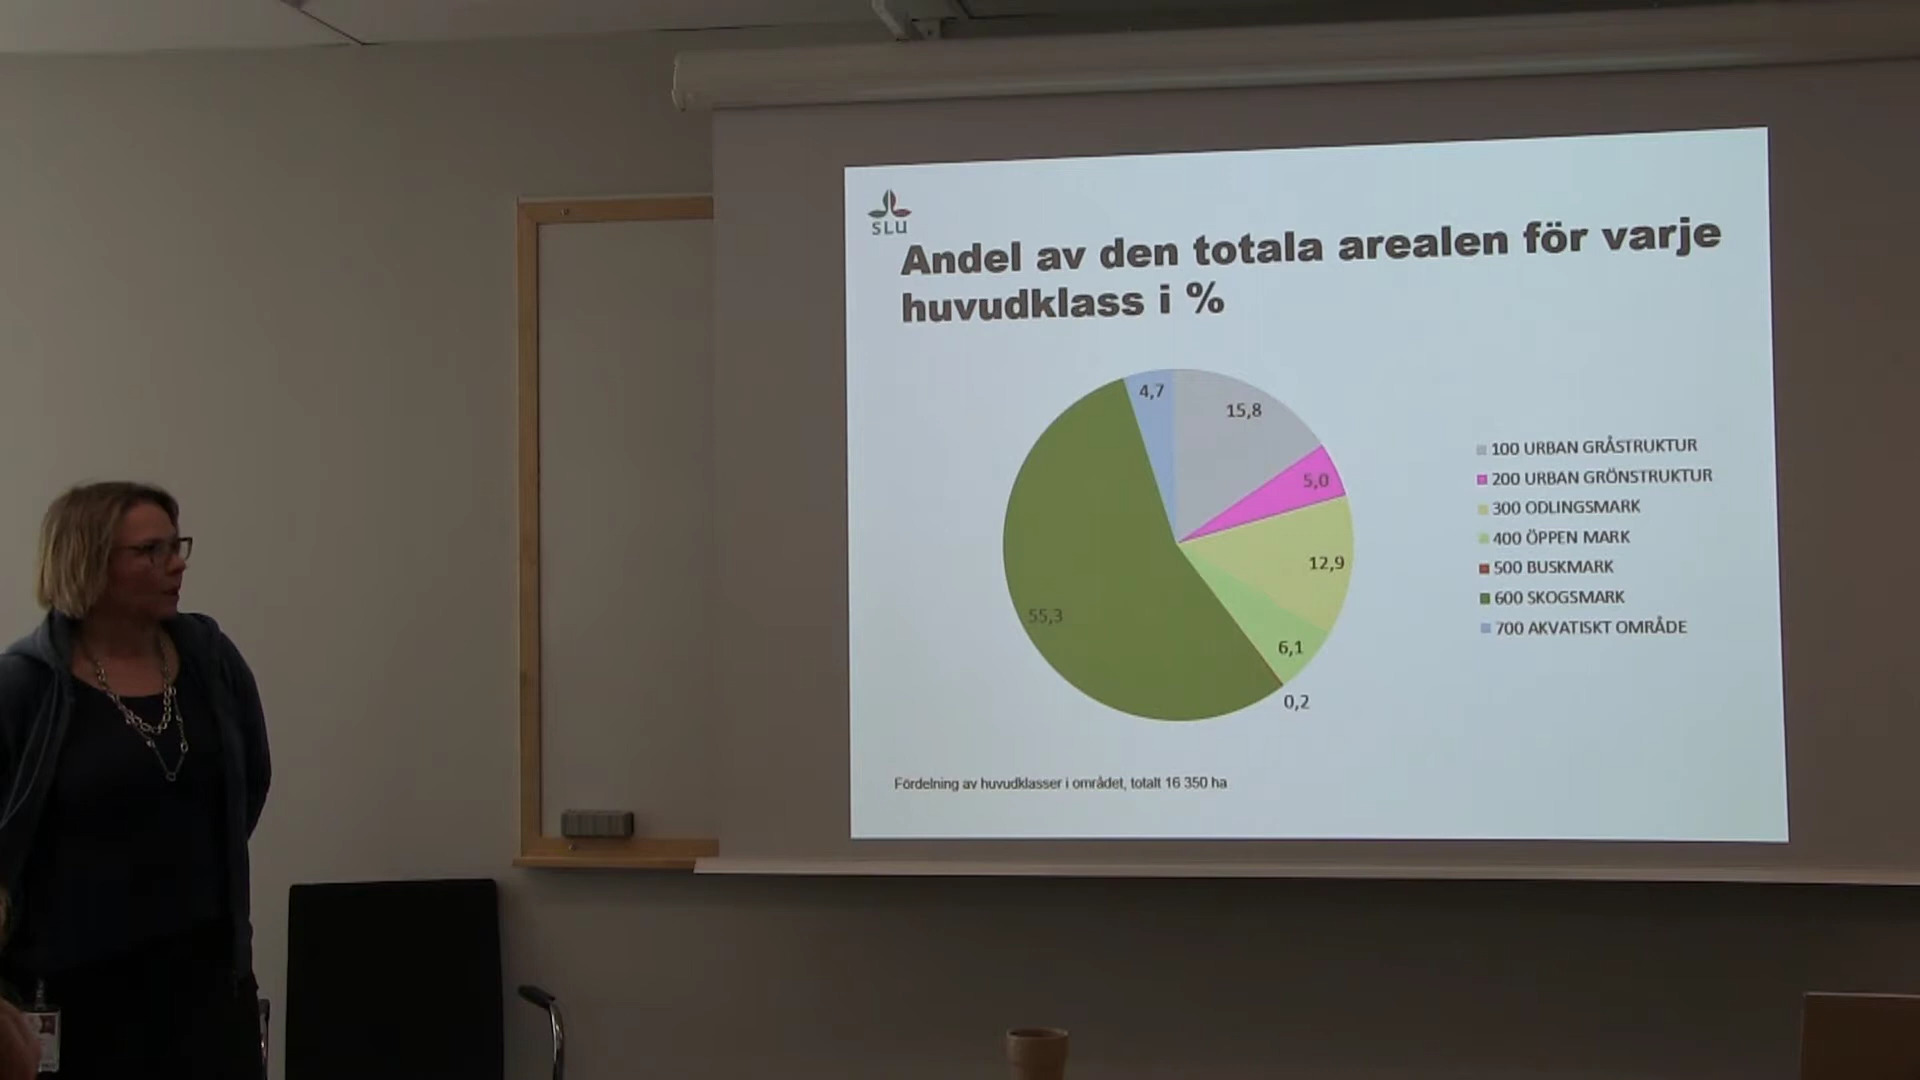 SLU
Andel av den totala arealen för varje
huvudklass i %
4,7
15,8
5,0
12,9
55,3
6,1
0,2
100 URBAN GRÅSTRUKTUR
200 URBAN GRÖNSTRUKTUR
300 ODLINGSMARK
400 ÖPPEN MARK
500 BUSKMARK
600 SKOGSMARK
700 AKVATISKT OMRÅDE
Fördelning av huvudklasser i området, totalt 16 350 ha